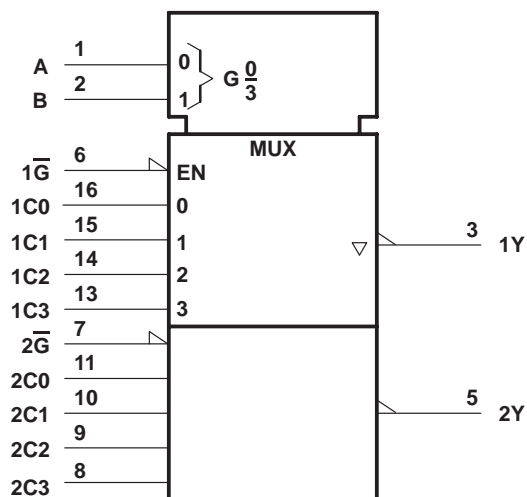 A 1 0 G 0/3
B 2 1
MUX
1G̅ 6 EN
1C0 16 0
1C1 15 1
1C2 14 2
1C3 13 3
3 1Y
2G̅ 7
2C0 11
2C1 10
2C2 9
2C3 8
5 2Y